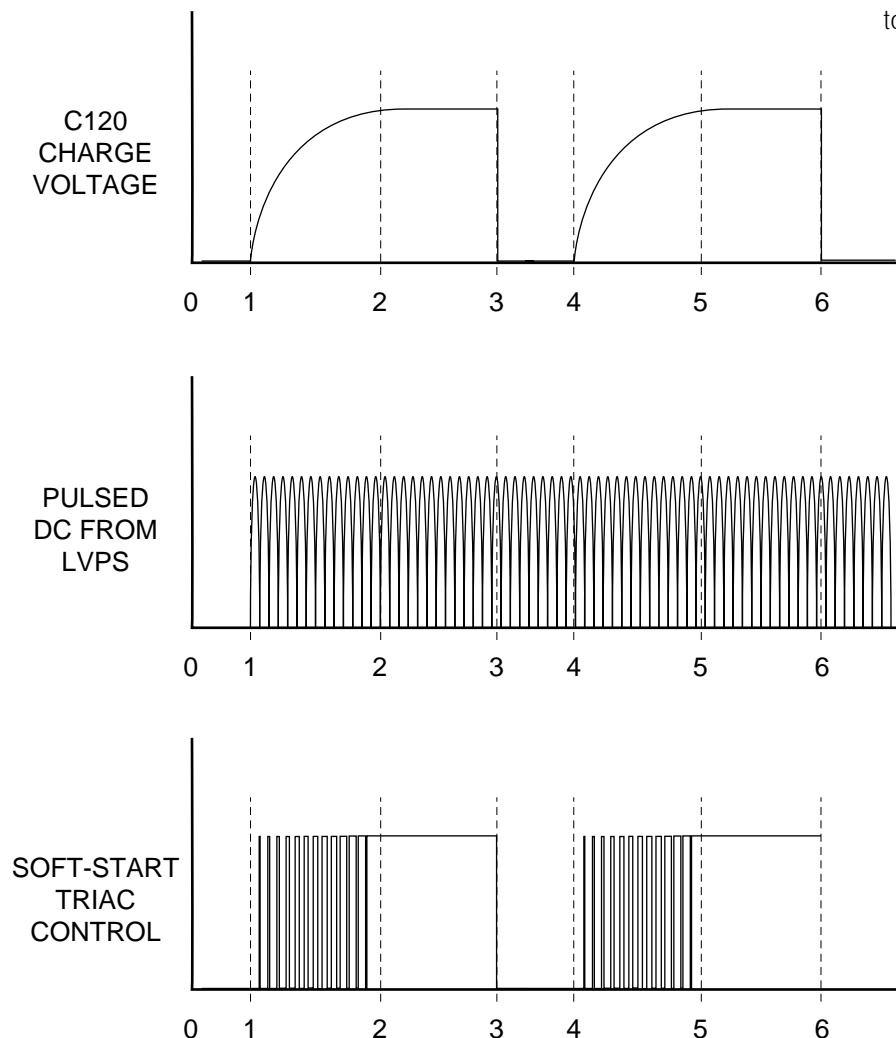 to
C120
CHARGE
VOLTAGE
0 1 2 3 4 5 6
PULSED
DC FROM
LVPS
0 1 2 3 4 5 6
SOFT-START
TRIAC
CONTROL
0 1 2 3 4 5 6